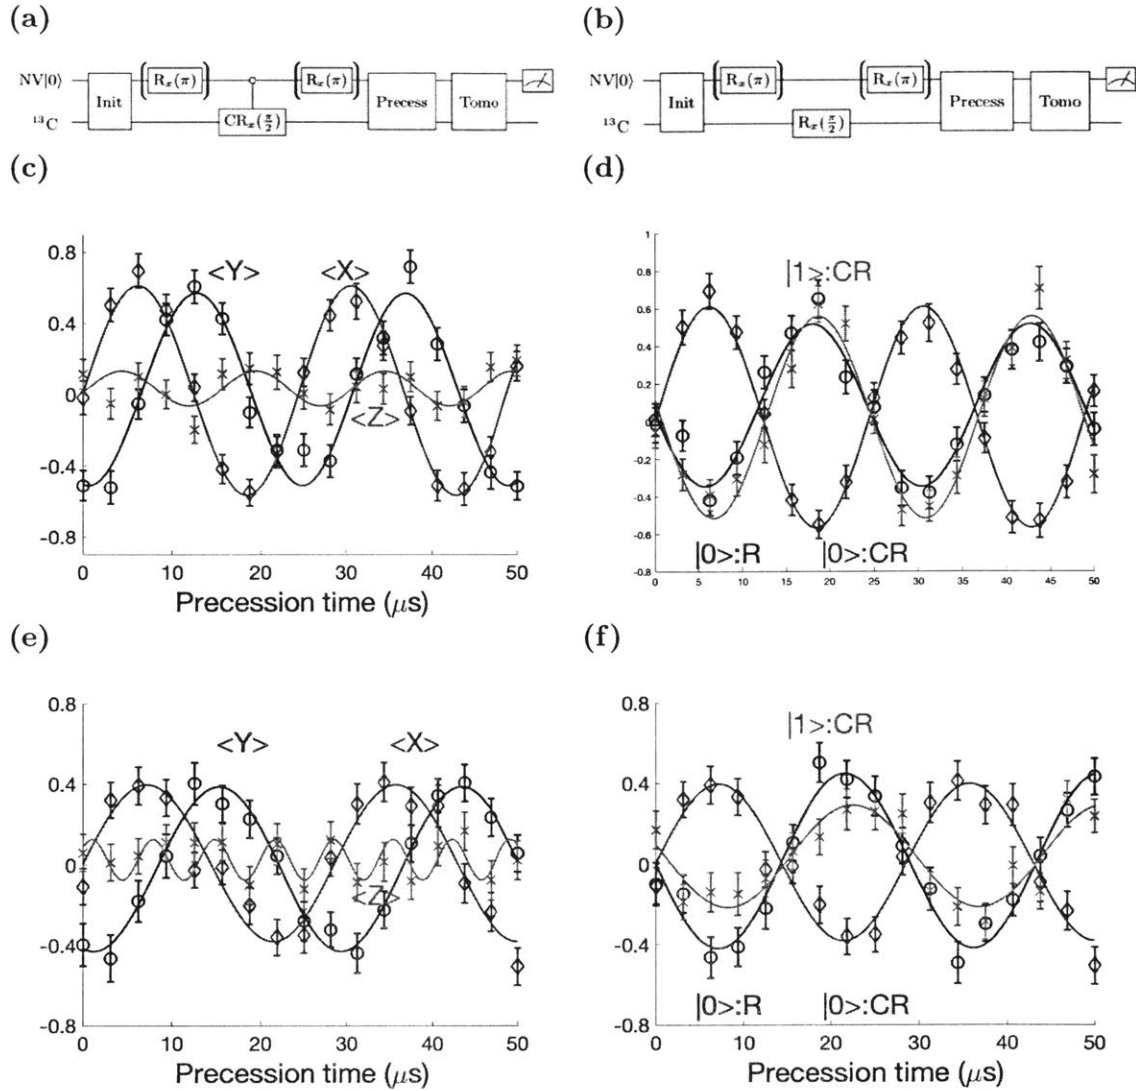 (a) (b)
NV|0⟩ Init R_x(π) R_x(π) Precess Tomo
¹³C CR_x(π/2)
NV|0⟩ Init R_x(π) R_x(π) Precess Tomo
¹³C R_x(π/2)
(c) (d)
0.8
0.4
0
-0.4
-0.8
<Y> <X>
<Z>
0 10 20 30 40 50
Precession time (μs)
1
0.8
0.6
0.4
0.2
0
-0.2
-0.4
-0.6
-0.8
|1>:CR
|0>:R |0>:CR
0 5 10 15 20 25 30 35 40 45 50
Precession time (μs)
(e) (f)
0.8
0.4
0
-0.4
-0.8
<Y> <X>
<Z>
0 10 20 30 40 50
Precession time (μs)
0.8
0.4
0
-0.4
-0.8
|1>:CR
|0>:R |0>:CR
0 10 20 30 40 50
Precession time (μs)